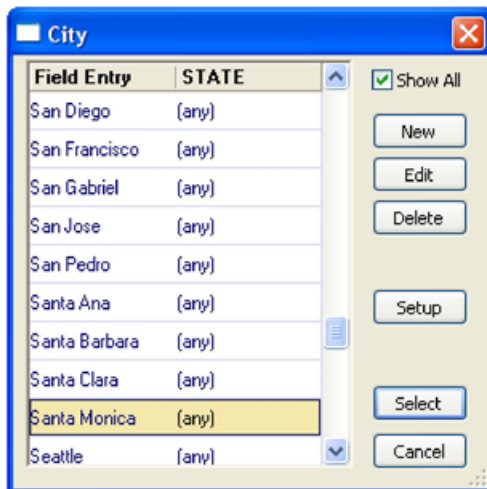 City
Field Entry STATE
Show All
San Diego (any)
New
San Francisco (any)
Edit
San Gabriel (any)
Delete
San Jose (any)
San Pedro (any)
Santa Ana (any)
Setup
Santa Barbara (any)
Santa Clara (any)
Select
Santa Monica (any)
Cancel
Seattle (any)